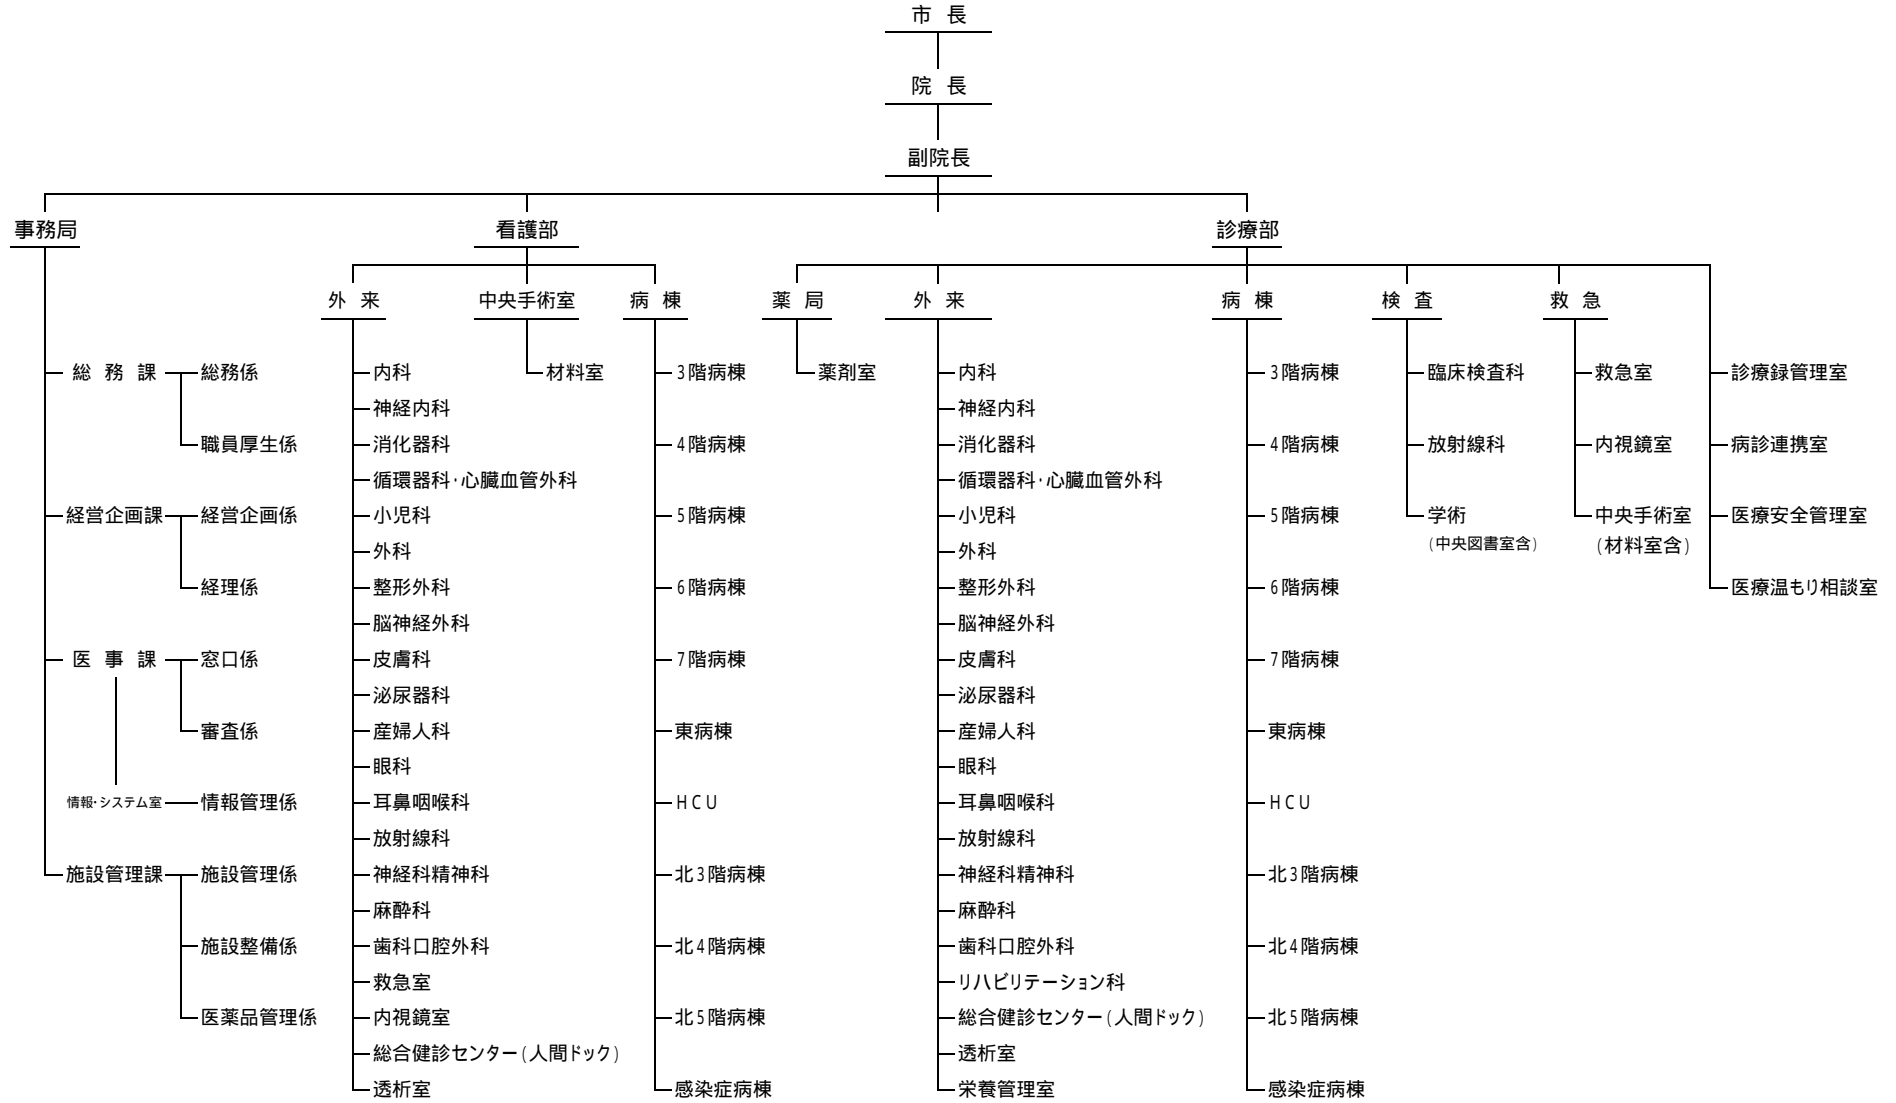 市 長
院 長
副院長
事務局 看護部 診療部
外 来 中央手術室 病 棟 薬 局 外 来 病 棟 検 査 救 急
総 務 課 総務係 内科 材料室 3階病棟 薬剤室 内科 3階病棟 臨床検査科 救急室 診療録管理室
神経内科 神経内科
職員厚生係 消化器科 4階病棟 消化器科 4階病棟 放射線科 内視鏡室 病診連携室
循環器科・心臓血管外科 循環器科・心臓血管外科
経営企画課 経営企画係 小児科 5階病棟 小児科 5階病棟 学術 中央手術室 医療安全管理室
外科 外科 (中央図書室含) (材料室含)
経理係 整形外科 6階病棟 整形外科 6階病棟 医療温もり相談室
脳神経外科 脳神経外科
医 事 課 窓口係 皮膚科 7階病棟 皮膚科 7階病棟
泌尿器科 泌尿器科
審査係 産婦人科 東病棟 産婦人科 東病棟
眼科 眼科
情報・システム室 情報管理係 耳鼻咽喉科 HCU 耳鼻咽喉科 HCU
放射線科 放射線科
施設管理課 施設管理係 神経科精神科 北3階病棟 神経科精神科 北3階病棟
麻酔科 麻酔科
施設整備係 歯科口腔外科 北4階病棟 歯科口腔外科 北4階病棟
救急室 リハビリテーション科
医薬品管理係 内視鏡室 北5階病棟 総合健診センター(人間ドック) 北5階病棟
総合健診センター(人間ドック) 透析室
透析室 感染症病棟 栄養管理室 感染症病棟